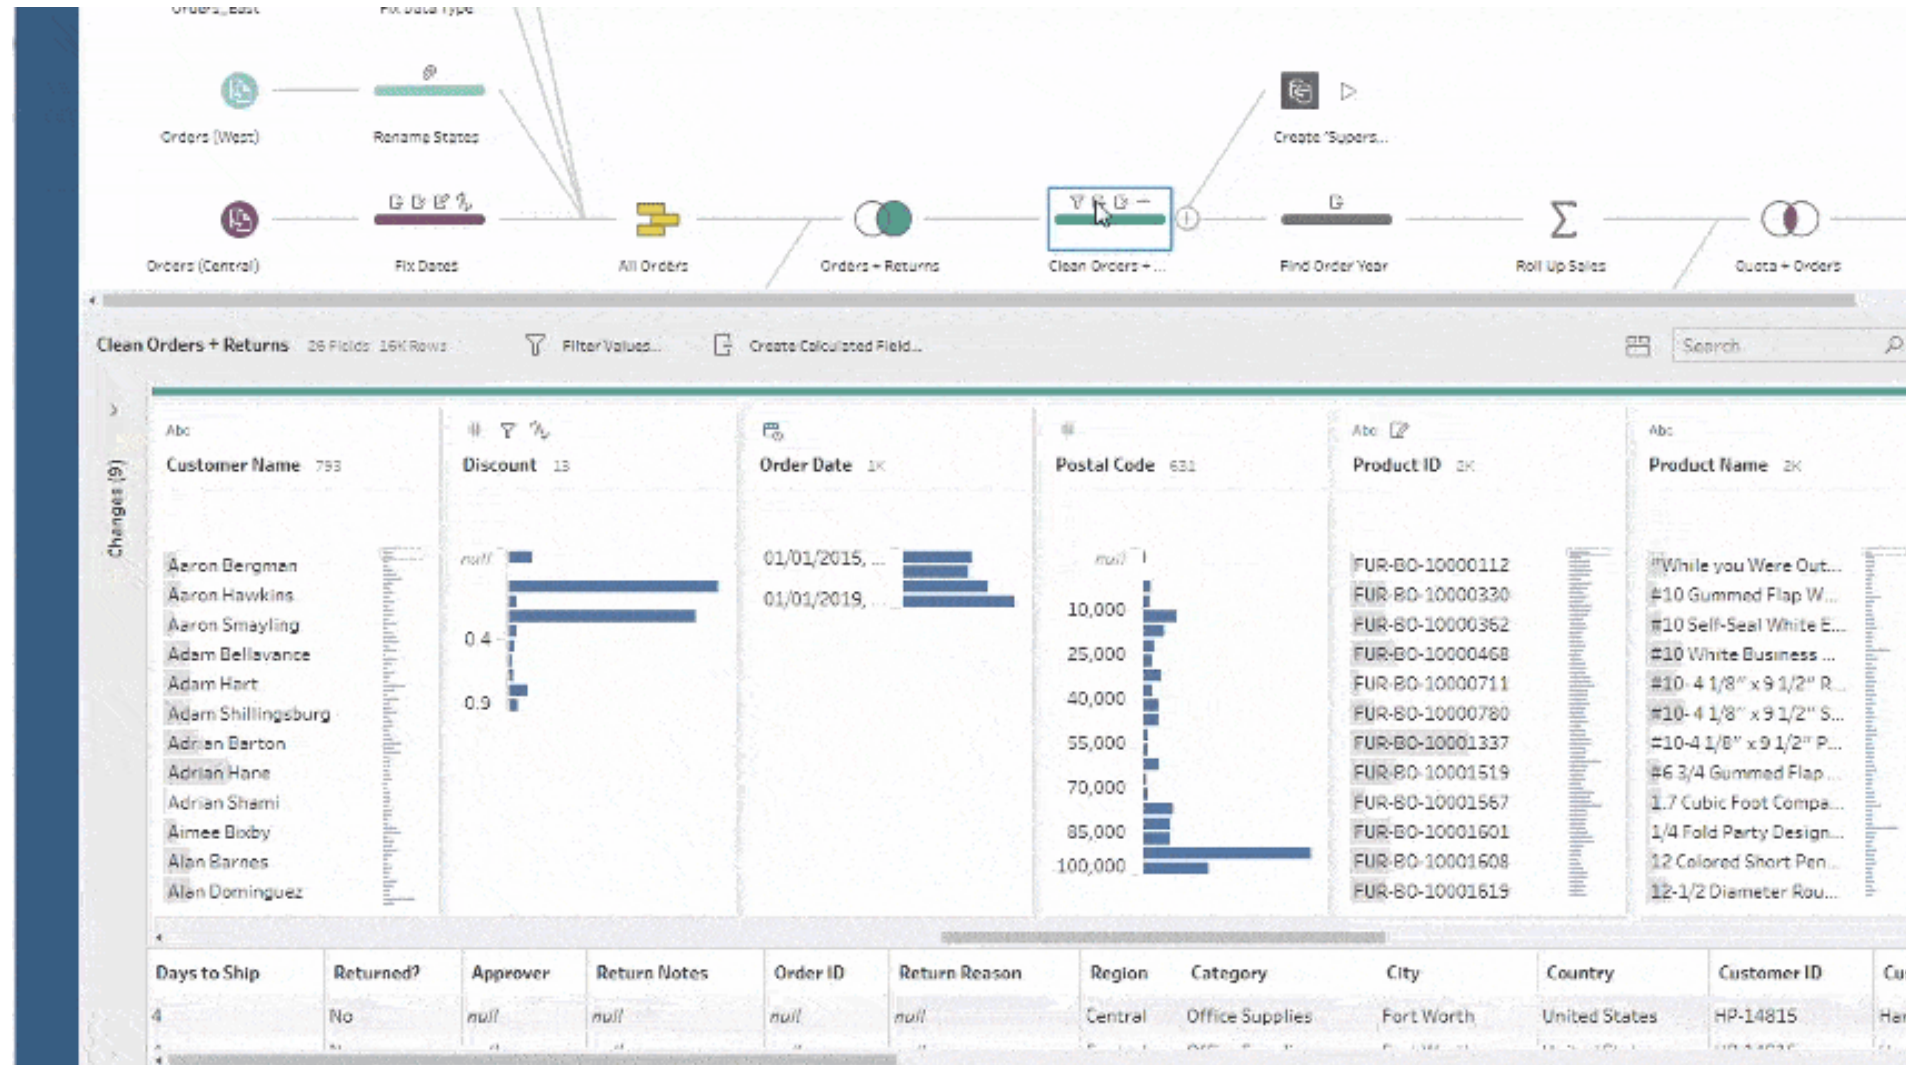 Orders_East
Fix Data Type
Orders (West)
Rename States
Create 'Supers...
Orders (Central)
Fix Dates
All Orders
Orders + Returns
Clean Orders + ...
Find Order Year
Roll Up Sales
Quota + Orders
Clean Orders + Returns 26 Fields 16K Rows
Filter Values...
Create Calculated Field...
Search
Changes (9)
Abc
Customer Name 793
Aaron Bergman
Aaron Hawkins
Aaron Smayling
Adam Bellavance
Adam Hart
Adam Shillingsburg
Adrian Barton
Adrian Hane
Adrian Shami
Aimee Bixby
Alan Barnes
Alan Dominguez
#
Discount 13
null
0.4
0.9
Order Date 1K
01/01/2015, ...
01/01/2019, ...
#
Postal Code 631
null
10,000
25,000
40,000
55,000
70,000
85,000
100,000
Abc
Product ID 2K
FUR-BO-10000112
FUR-BO-10000330
FUR-BO-10000362
FUR-BO-10000468
FUR-BO-10000711
FUR-BO-10000780
FUR-BO-10001337
FUR-BO-10001519
FUR-BO-10001567
FUR-BO-10001601
FUR-BO-10001608
FUR-BO-10001619
Abc
Product Name 2K
"While you Were Out...
#10 Gummed Flap W...
#10 Self-Seal White E...
#10 White Business ...
#10- 4 1/8" x 9 1/2" R...
#10- 4 1/8" x 9 1/2" S...
#10-4 1/8" x 9 1/2" P...
#6 3/4 Gummed Flap ...
1.7 Cubic Foot Compa...
1/4 Fold Party Design...
12 Colored Short Pen...
12-1/2 Diameter Rou...
Days to Ship Returned? Approver Return Notes Order ID Return Reason Region Category City Country Customer ID Cu
4 No null null null null Central Office Supplies Fort Worth United States HP-14815 Har